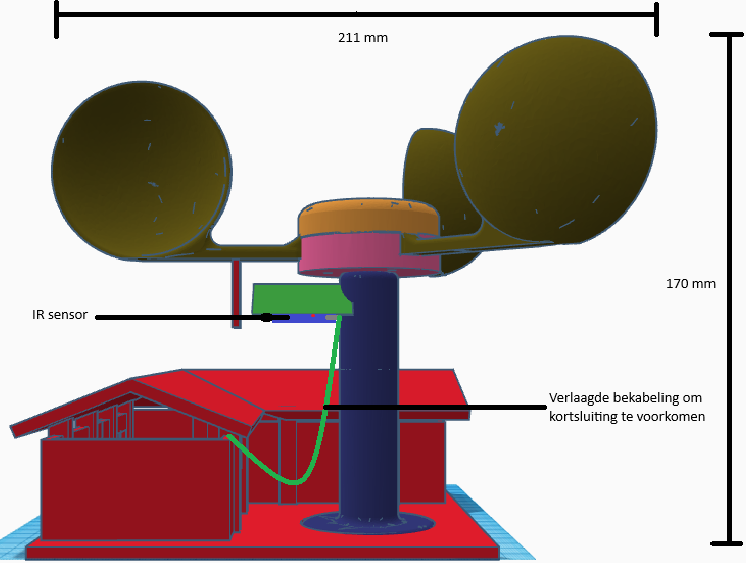 211 mm
170 mm
IR sensor
Verlaagde bekabeling om
kortsluiting te voorkomen